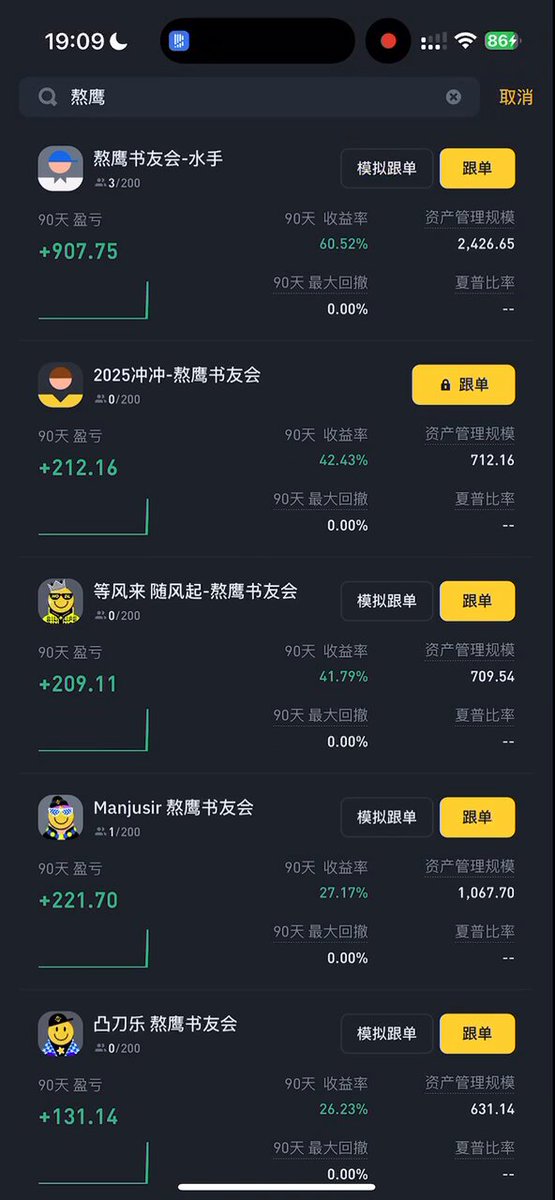 19:09
86
熬鹰
取消
熬鹰书友会-水手
3/200
模拟跟单
跟单
90天 盈亏
90天 收益率
资产管理规模
+907.75
60.52%
2,426.65
90天 最大回撤
夏普比率
0.00%
--
2025冲冲-熬鹰书友会
0/200
跟单
90天 盈亏
90天 收益率
资产管理规模
+212.16
42.43%
712.16
90天 最大回撤
夏普比率
0.00%
--
等风来 随风起-熬鹰书友会
0/200
模拟跟单
跟单
90天 盈亏
90天 收益率
资产管理规模
+209.11
41.79%
709.54
90天 最大回撤
夏普比率
0.00%
--
Manjusir 熬鹰书友会
1/200
模拟跟单
跟单
90天 盈亏
90天 收益率
资产管理规模
+221.70
27.17%
1,067.70
90天 最大回撤
夏普比率
0.00%
--
凸刀乐 熬鹰书友会
0/200
模拟跟单
跟单
90天 盈亏
90天 收益率
资产管理规模
+131.14
26.23%
631.14
90天 最大回撤
夏普比率
0.00%
--